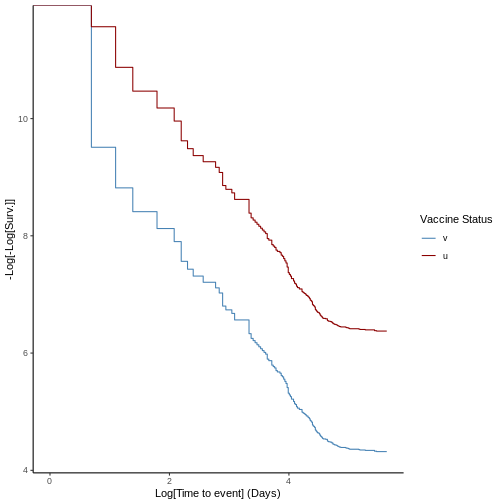 10
8
6
4
0 2 4
-Log[-Log[Surv.]]
Log[Time to event] (Days)
Vaccine Status
v
u